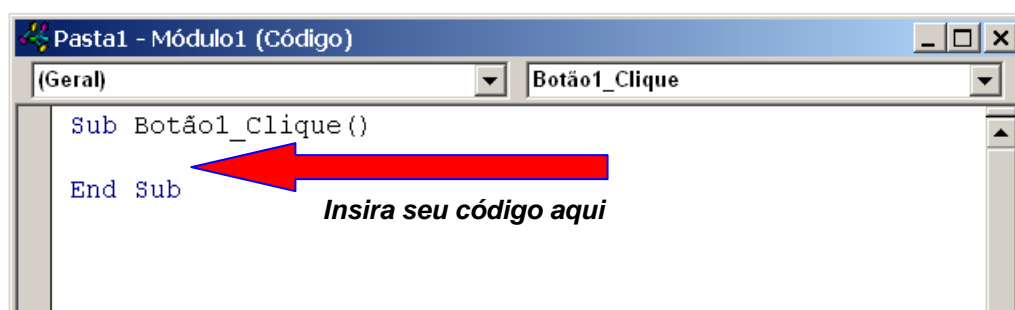 Pasta1 - Módulo1 (Código)
(Geral) Botão1_Clique
Sub Botão1_Clique()
End Sub
Insira seu código aqui